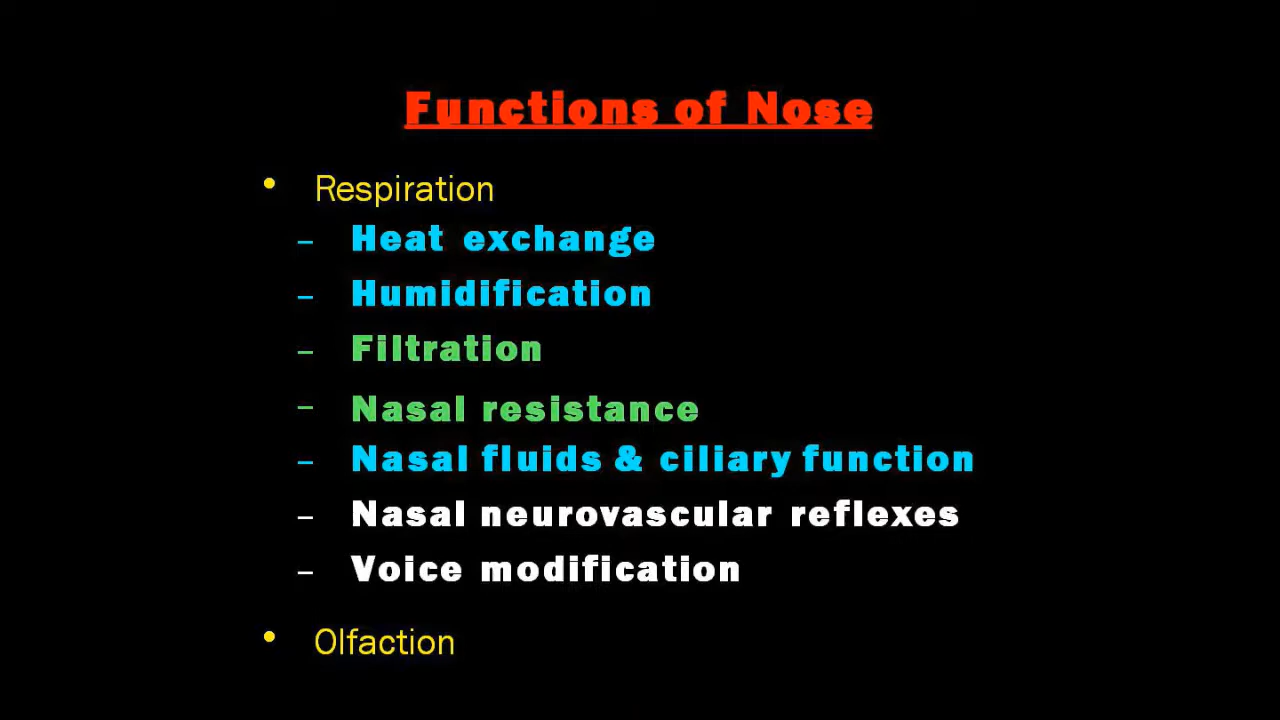 Functions of Nose
• Respiration
– Heat exchange
– Humidification
– Filtration
– Nasal resistance
– Nasal fluids & ciliary function
– Nasal neurovascular reflexes
– Voice modification
• Olfaction